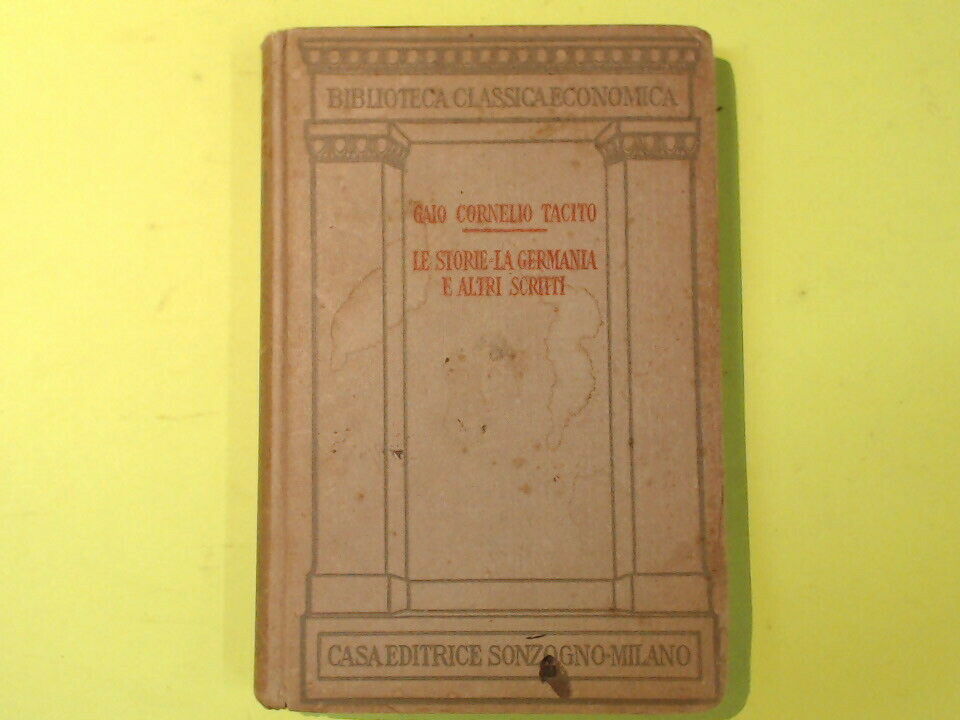 BIBLIOTECA CLASSICA ECONOMICA
GAIO CORNELIO TACITO
LE STORIE-LA GERMANIA
E ALTRI SCRITTI
CASA EDITRICE SONZOGNO-MILANO